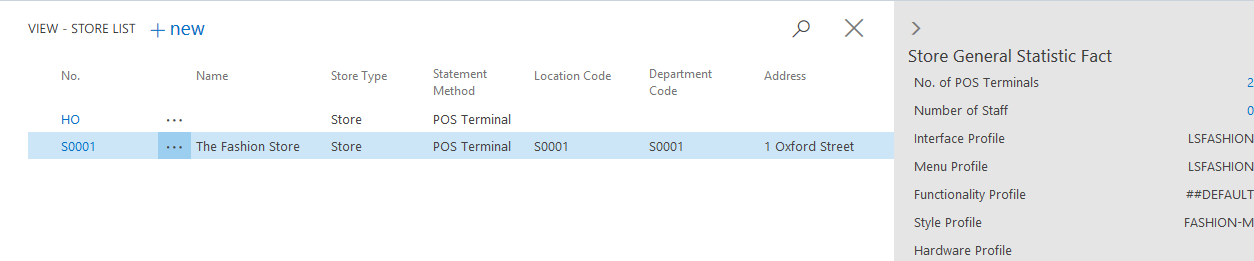 VIEW - STORE LIST + new
No. Name Store Type Statement Method Location Code Department Code Address
HO ... Store POS Terminal
S0001 ... The Fashion Store Store POS Terminal S0001 S0001 1 Oxford Street
Store General Statistic Fact
No. of POS Terminals 2
Number of Staff 0
Interface Profile LSFASHION
Menu Profile LSFASHION
Functionality Profile ##DEFAULT
Style Profile FASHION-M
Hardware Profile